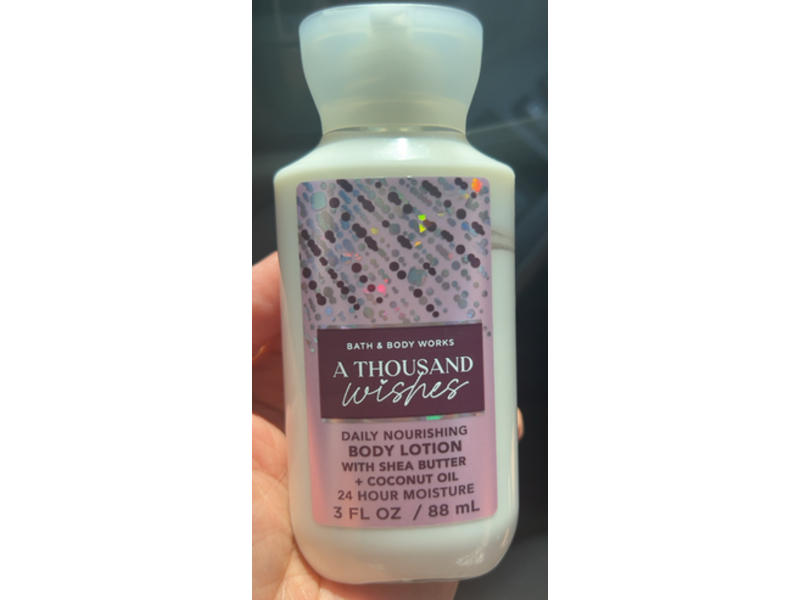 BATH & BODY WORKS
A THOUSAND
wishes
DAILY NOURISHING
BODY LOTION
WITH SHEA BUTTER
+ COCONUT OIL
24 HOUR MOISTURE
3 FL OZ / 88 mL